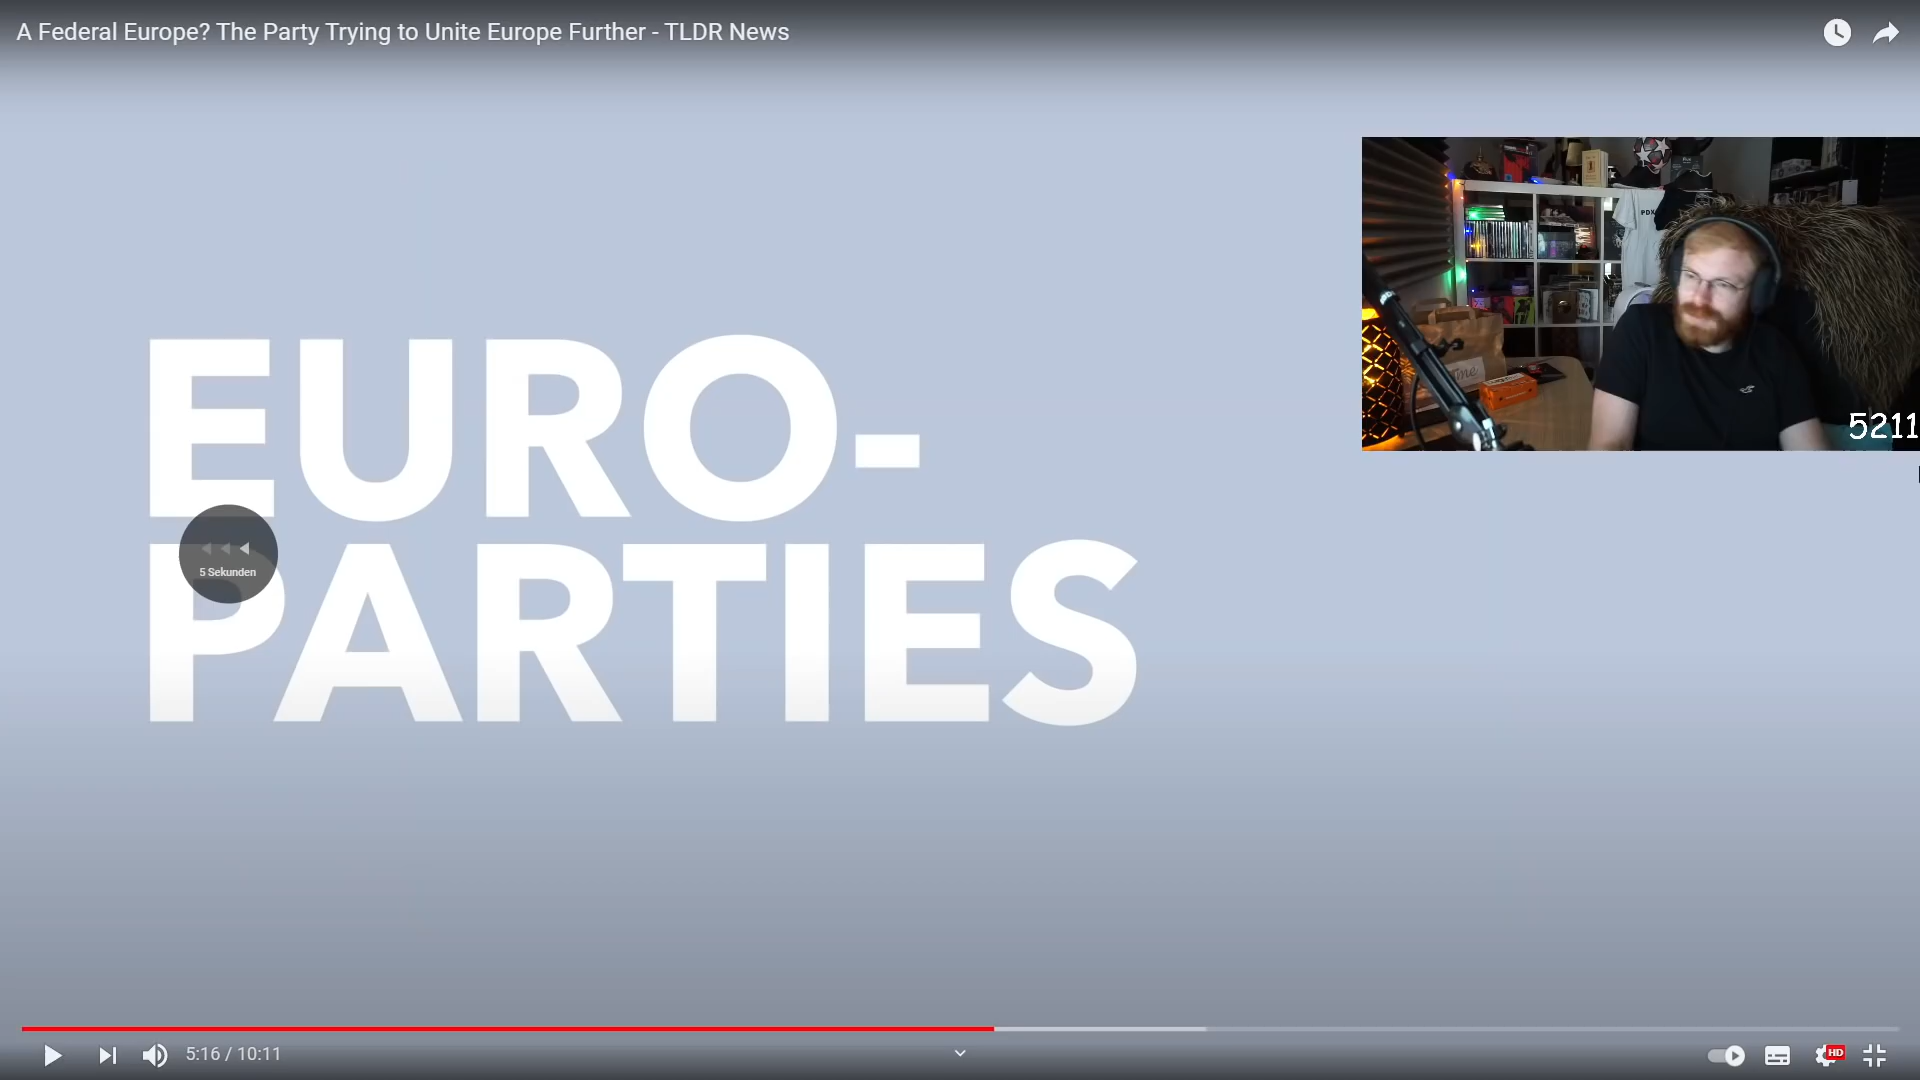 A Federal Europe? The Party Trying to Unite Europe Further - TLDR News
PDX
5211
EURO-
PARTIES
5 Sekunden
5:16 / 10:11
HD